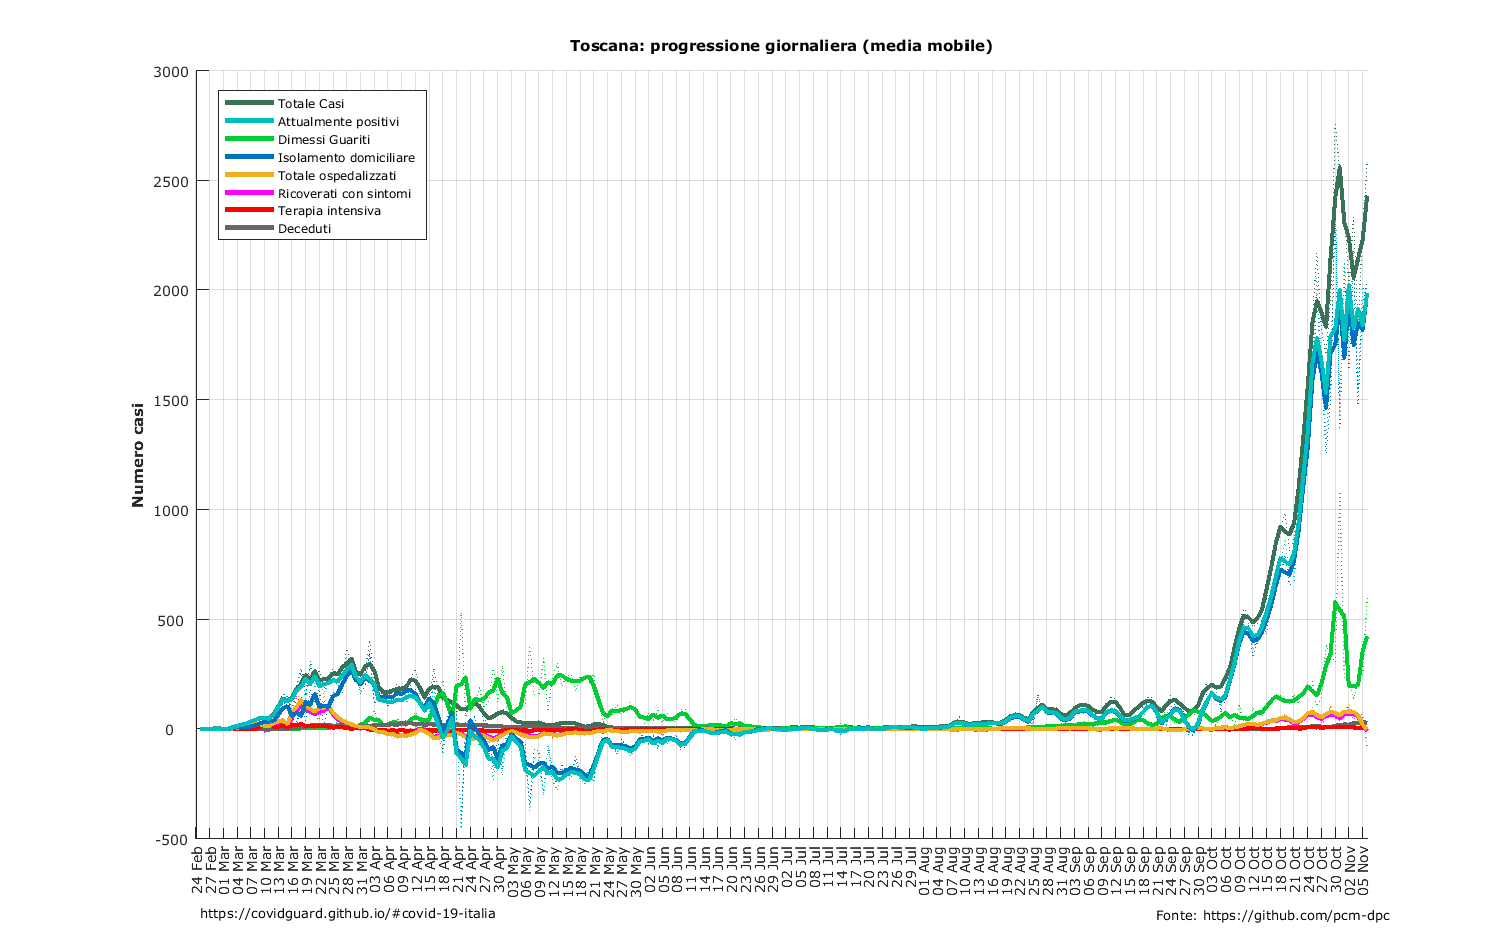 Toscana: progressione giornaliera (media mobile)
3000
2500
2000
1500
1000
500
0
-500
Numero casi
Totale Casi
Attualmente positivi
Dimessi Guariti
Isolamento domiciliare
Totale ospedalizzati
Ricoverati con sintomi
Terapia intensiva
Deceduti
24 Feb
27 Feb
01 Mar
04 Mar
07 Mar
10 Mar
13 Mar
16 Mar
19 Mar
22 Mar
25 Mar
28 Mar
31 Mar
03 Apr
06 Apr
09 Apr
12 Apr
15 Apr
18 Apr
21 Apr
24 Apr
27 Apr
30 Apr
03 May
06 May
09 May
12 May
15 May
18 May
21 May
24 May
27 May
30 May
02 Jun
05 Jun
08 Jun
11 Jun
14 Jun
17 Jun
20 Jun
23 Jun
26 Jun
29 Jun
02 Jul
05 Jul
08 Jul
11 Jul
14 Jul
17 Jul
20 Jul
23 Jul
26 Jul
29 Jul
01 Aug
04 Aug
07 Aug
10 Aug
13 Aug
16 Aug
19 Aug
22 Aug
25 Aug
28 Aug
31 Aug
03 Sep
06 Sep
09 Sep
12 Sep
15 Sep
18 Sep
21 Sep
24 Sep
27 Sep
30 Sep
03 Oct
06 Oct
09 Oct
12 Oct
15 Oct
18 Oct
21 Oct
24 Oct
27 Oct
30 Oct
02 Nov
05 Nov
https://covidguard.github.io/#covid-19-italia
Fonte: https://github.com/pcm-dpc